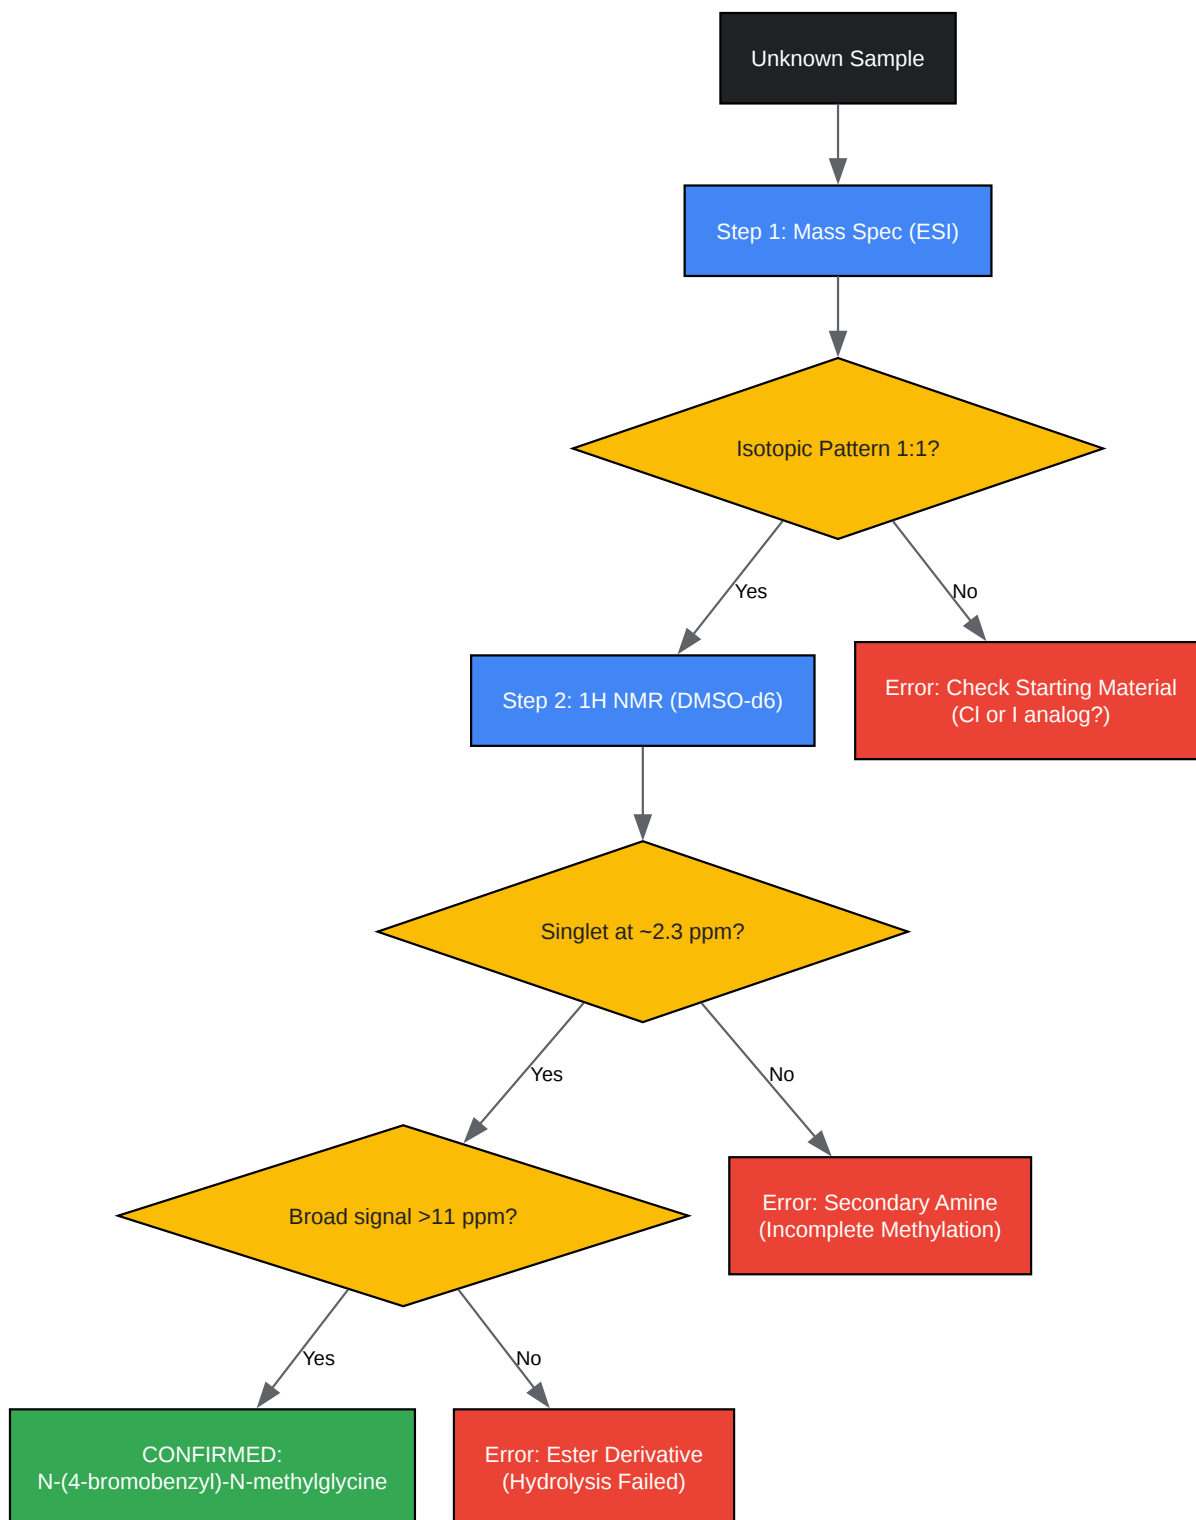 Unknown Sample
Step 1: Mass Spec (ESI)
Isotopic Pattern 1:1?
Yes
No
Step 2: 1H NMR (DMSO-d6)
Error: Check Starting Material
(Cl or I analog?)
Singlet at ~2.3 ppm?
Yes
No
Broad signal >11 ppm?
Error: Secondary Amine
(Incomplete Methylation)
Yes
No
CONFIRMED:
N-(4-bromobenzyl)-N-methylglycine
Error: Ester Derivative
(Hydrolysis Failed)